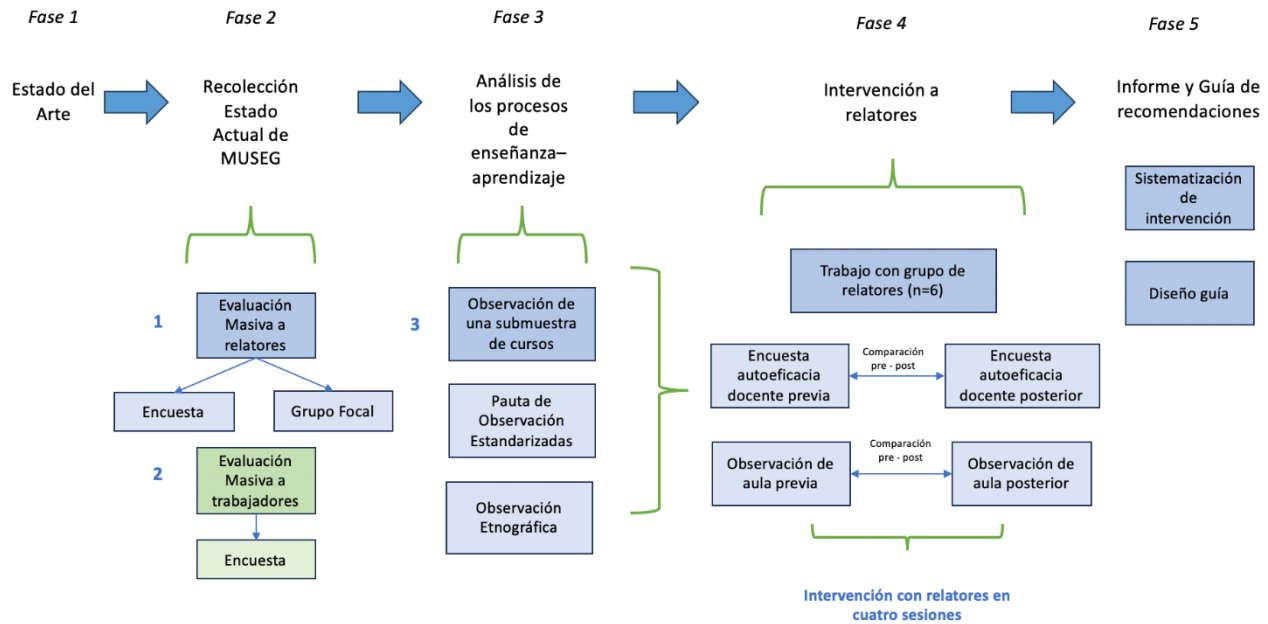 Fase 1
Fase 2
Fase 3
Fase 4
Fase 5
Estado del
Arte
Recolección
Estado
Actual de
MUSEG
Análisis de
los procesos
de
enseñanza–
aprendizaje
Intervención a
relatores
Informe y Guía de
recomendaciones
1
Evaluación
Masiva a
relatores
Encuesta
Grupo Focal
2
Evaluación
Masiva a
trabajadores
Encuesta
3
Observación de
una submuestra
de cursos
Pauta de
Observación
Estandarizadas
Observación
Etnográfica
Trabajo con grupo de
relatores (n=6)
Encuesta
autoeficacia
docente previa
Comparación
pre - post
Encuesta
autoeficacia
docente posterior
Observación de
aula previa
Comparación
pre - post
Observación de
aula posterior
Intervención con relatores en
cuatro sesiones
Sistematización
de
intervención
Diseño guía